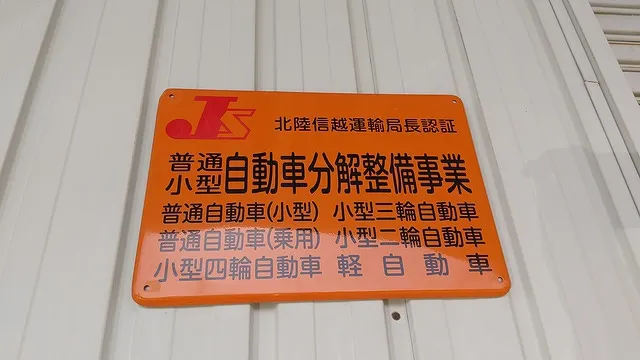 JS 北陸信越運輸局長認証
普通
小型 自動車分解整備事業
普通自動車(小型) 小型三輪自動車
普通自動車(乗用) 小型二輪自動車
小型四輪自動車 軽自動車